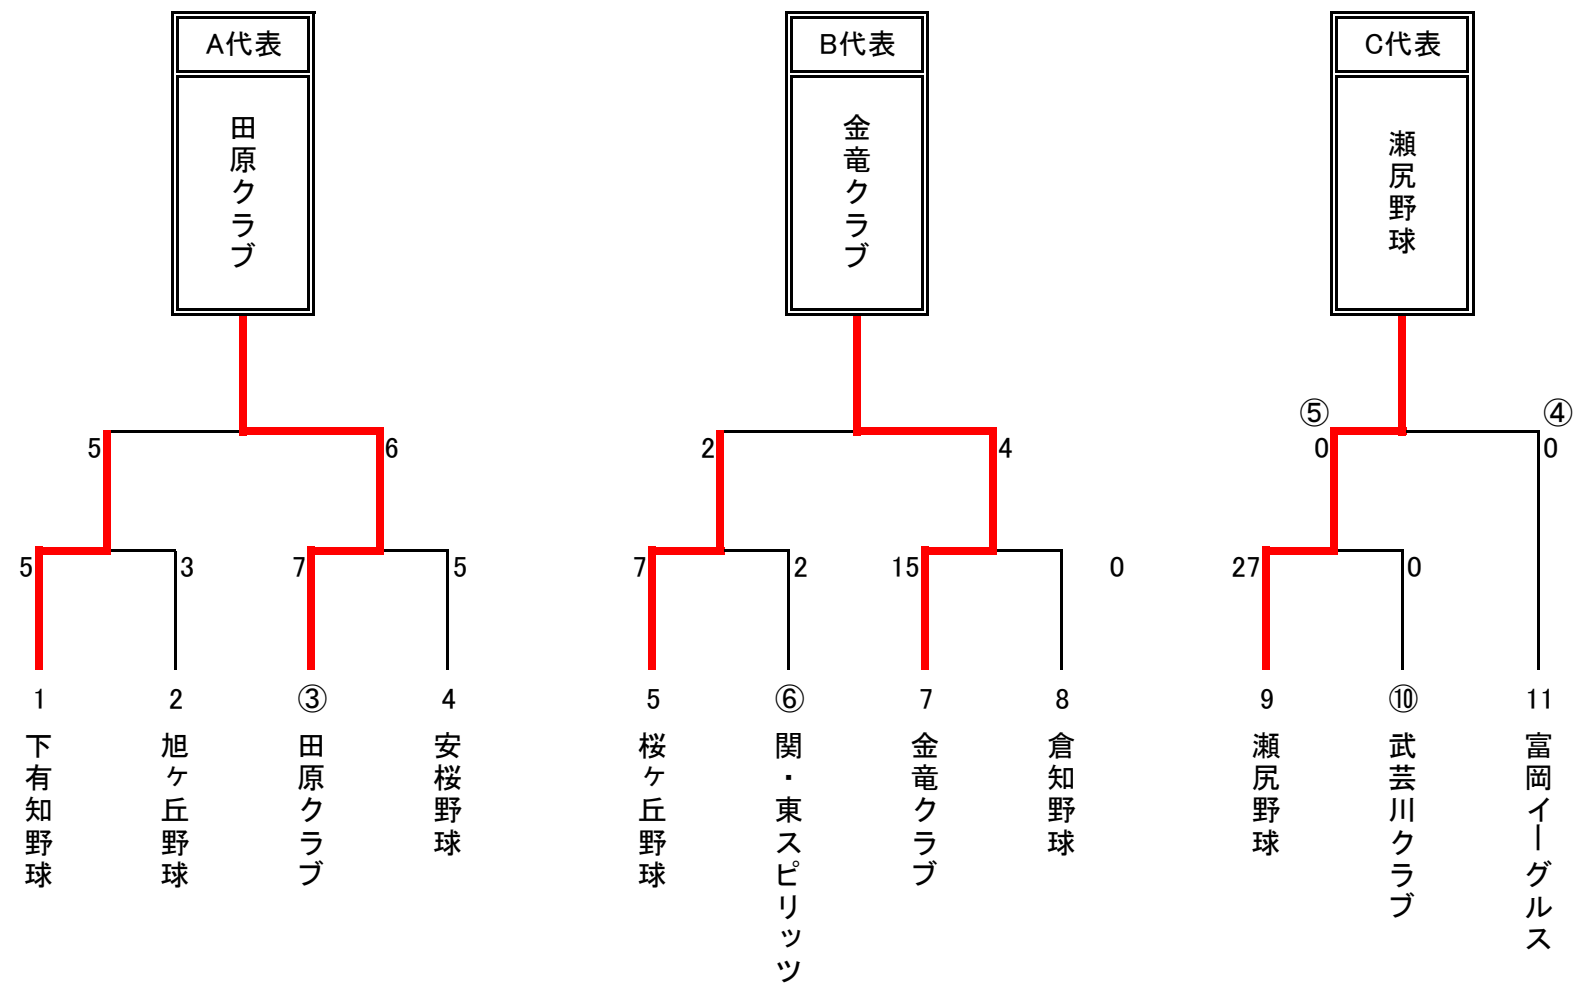 A代表
B代表
C代表
田原クラブ
金竜クラブ
瀬尻野球
⑤
④
5
6
2
4
0
0
5
3
7
5
7
2
15
0
27
0
1
2
③
4
5
⑥
7
8
9
⑩
11
下有知野球
旭ヶ丘野球
田原クラブ
安桜野球
桜ヶ丘野球
関・東スピリッツ
金竜クラブ
倉知野球
瀬尻野球
武芸川クラブ
富岡イーグルス